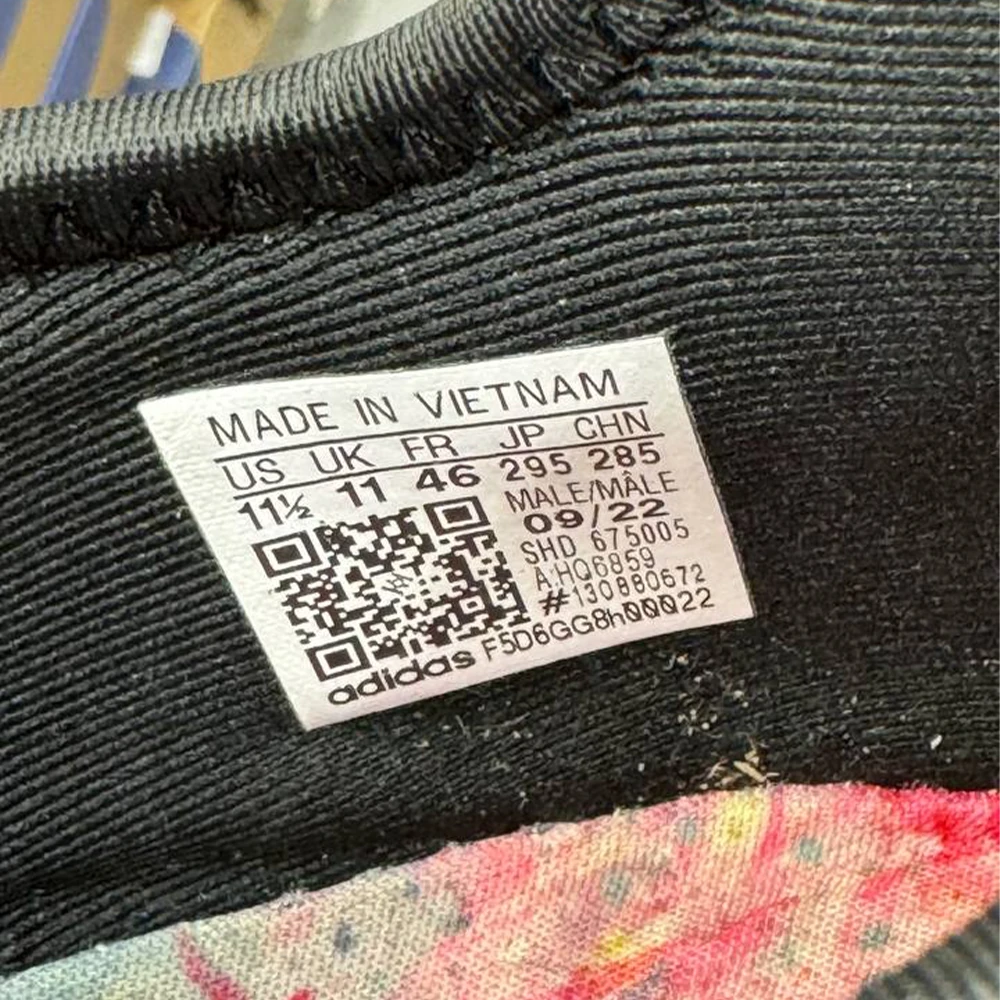 MADE IN VIETNAM
US UK FR JP CHN
11½ 11 46 295 285
MALE/MÂLE
09/22
SHD 675005
A:HQ6859
#130880672
adidas F5D6GG8h00022